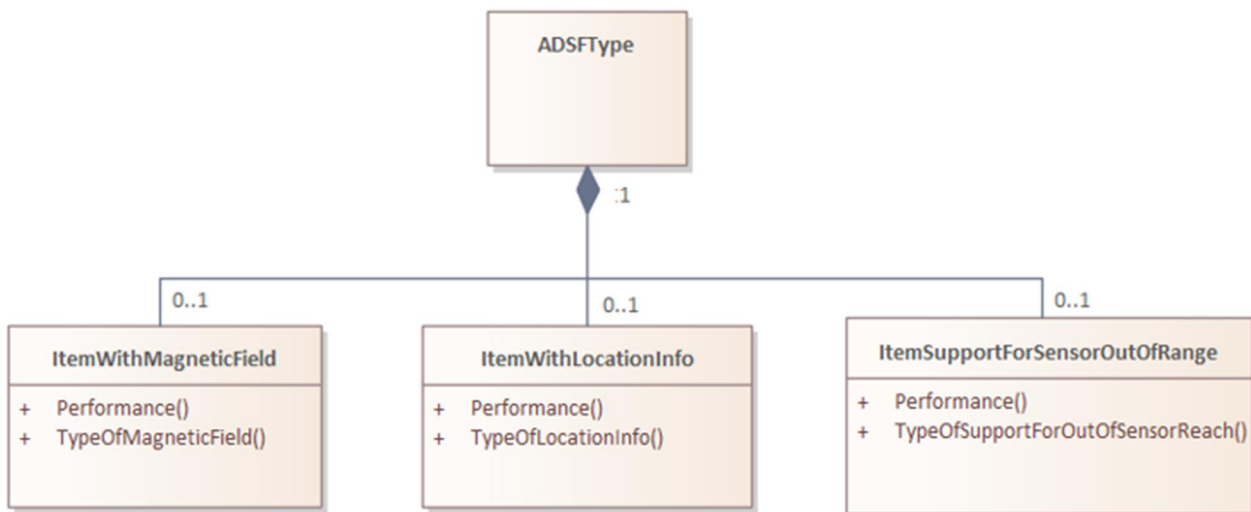 ADSFType
:1
0..1
0..1
0..1
ItemWithMagneticField
+ Performance()
+ TypeOfMagneticField()
ItemWithLocationInfo
+ Performance()
+ TypeOfLocationInfo()
ItemSupportForSensorOutOfRange
+ Performance()
+ TypeOfSupportForOutOfSensorReach()